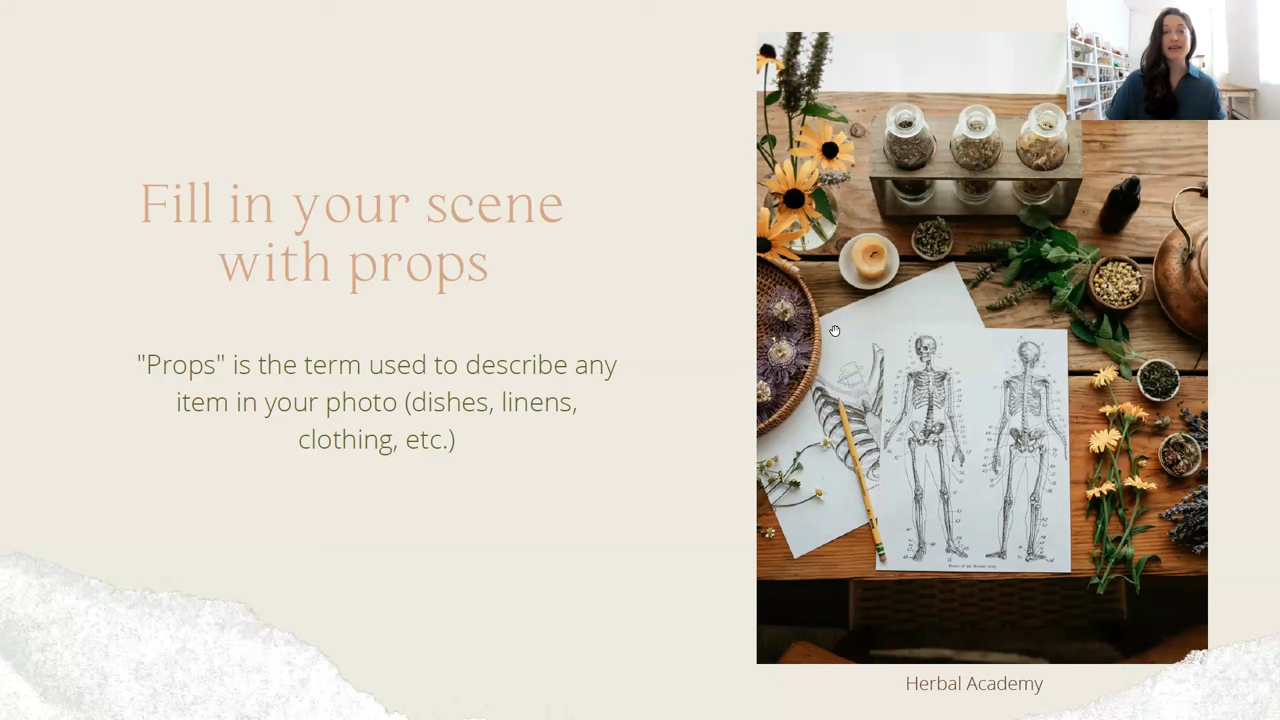 Fill in your scene
with props
"Props" is the term used to describe any
item in your photo (dishes, linens,
clothing, etc.)
Herbal Academy